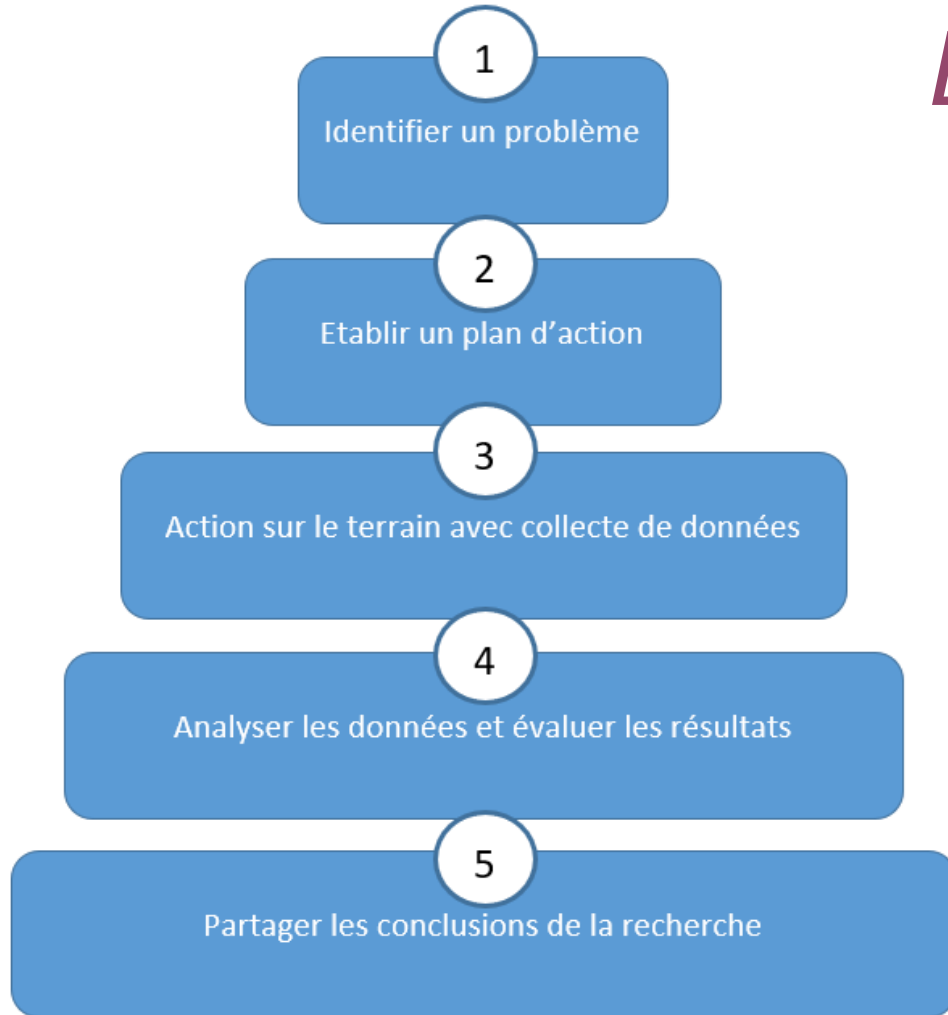 1
Identifier un problème
2
Etablir un plan d’action
3
Action sur le terrain avec collecte de données
4
Analyser les données et évaluer les résultats
5
Partager les conclusions de la recherche